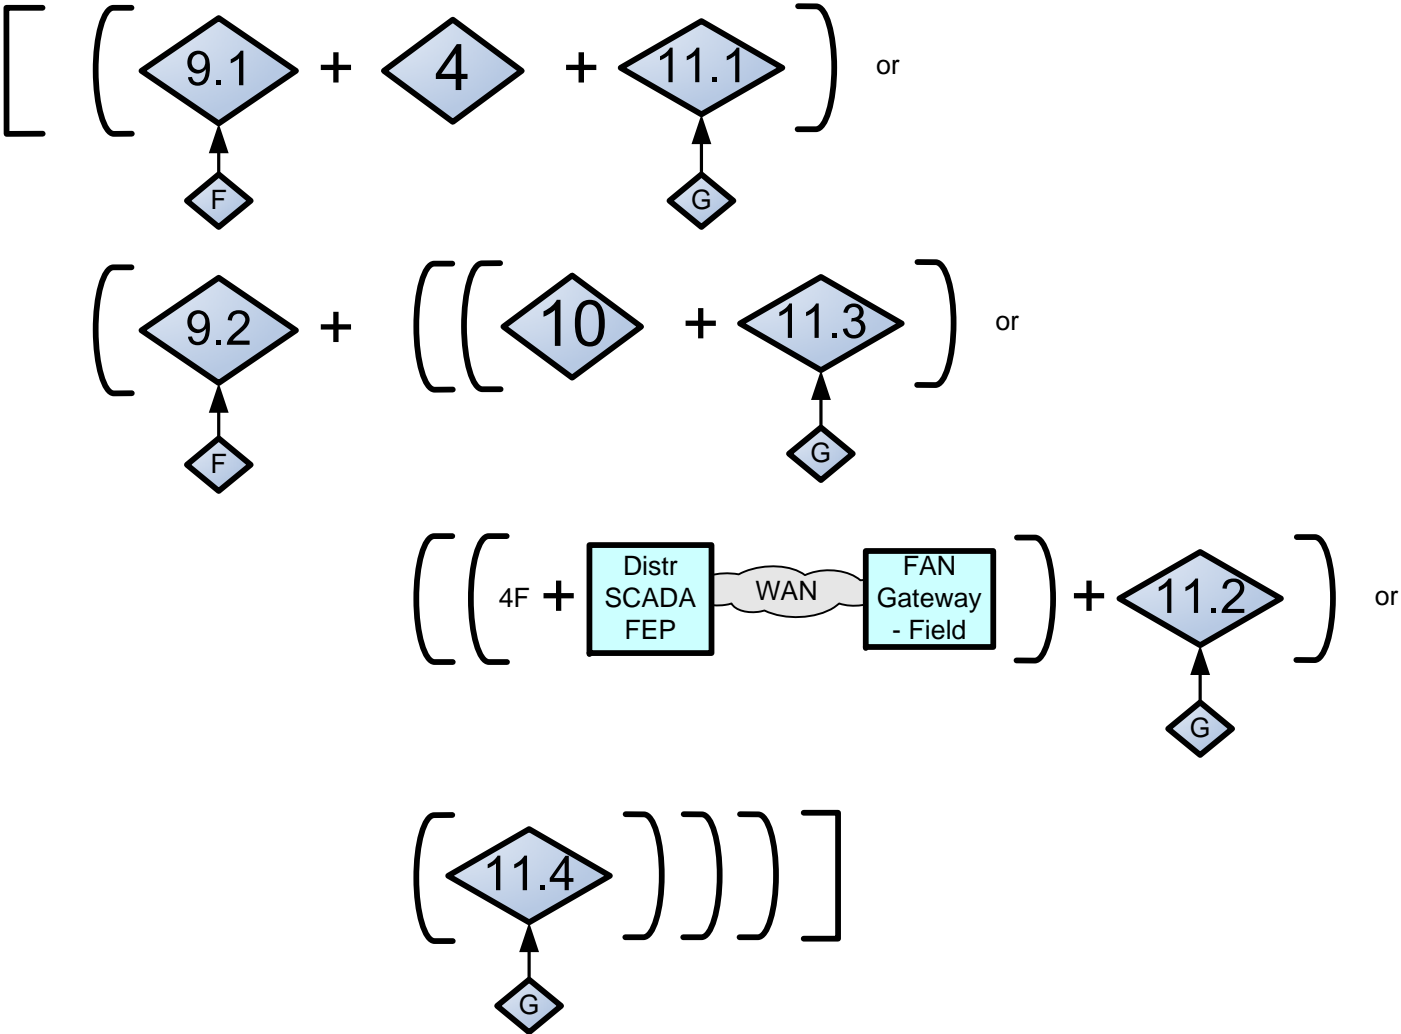 9.1 + 4 + 11.1 or
F G
9.2 + 10 + 11.3 or
F G
4F + Distr SCADA FEP WAN FAN Gateway - Field + 11.2 or
G
11.4
G